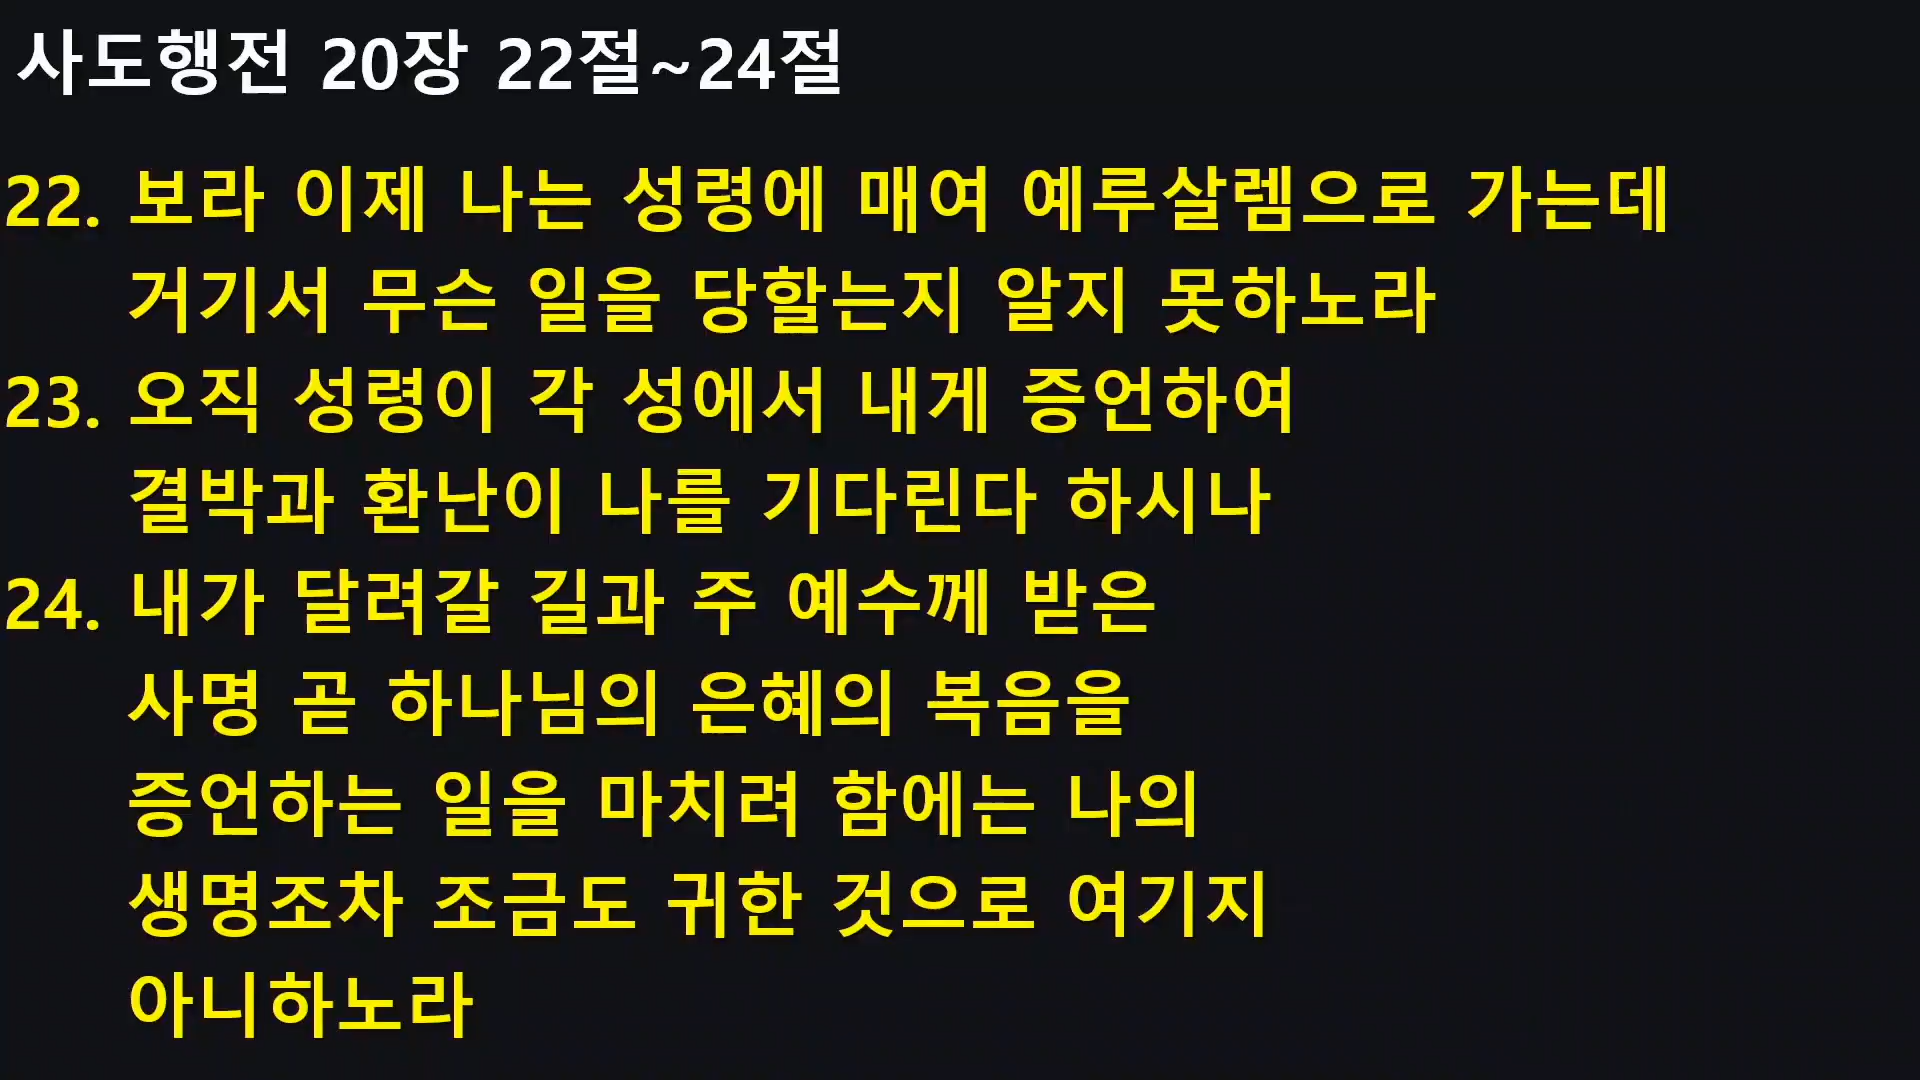 사도행전 20장 22절~24절
22. 보라 이제 나는 성령에 매여 예루살렘으로 가는데
거기서 무슨 일을 당할는지 알지 못하노라
23. 오직 성령이 각 성에서 내게 증언하여
결박과 환난이 나를 기다린다 하시나
24. 내가 달려갈 길과 주 예수께 받은
사명 곧 하나님의 은혜의 복음을
증언하는 일을 마치려 함에는 나의
생명조차 조금도 귀한 것으로 여기지
아니하노라